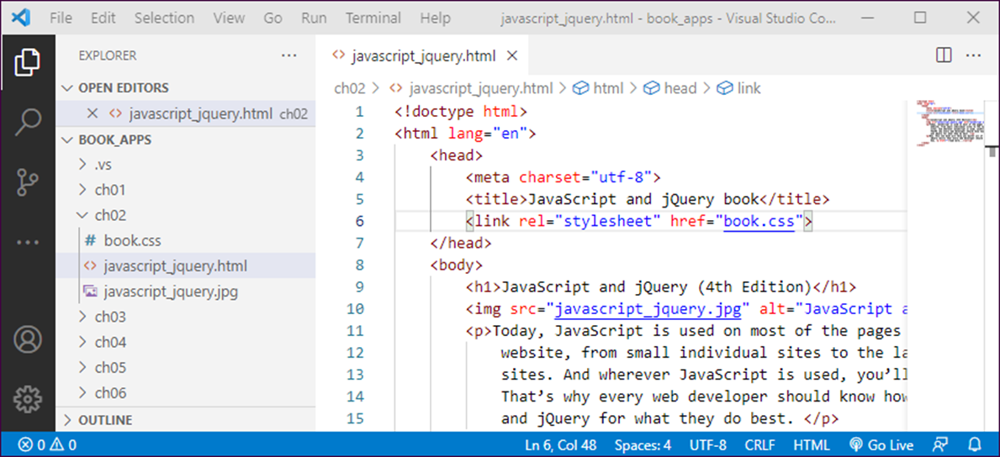 File Edit Selection View Go Run Terminal Help javascript_jquery.html - book_apps - Visual Studio Co...
EXPLORER
OPEN EDITORS
javascript_jquery.html ch02
BOOK_APPS
.vs
ch01
ch02
# book.css
<> javascript_jquery.html
javascript_jquery.jpg
ch03
ch04
ch05
ch06
OUTLINE
<> javascript_jquery.html
ch02 > <> javascript_jquery.html > html > head > link
1 <!doctype html>
2 <html lang="en">
3 <head>
4 <meta charset="utf-8">
5 <title>JavaScript and jQuery book</title>
6 <link rel="stylesheet" href="book.css">
7 </head>
8 <body>
9 <h1>JavaScript and jQuery (4th Edition)</h1>
10 <img src="javascript_jquery.jpg" alt="JavaScript a
11 <p>Today, JavaScript is used on most of the pages
12 website, from small individual sites to the la
13 sites. And wherever JavaScript is used, you’ll
14 That’s why every web developer should know how
15 and jQuery for what they do best. </p>
0 0 Ln 6, Col 48 Spaces: 4 UTF-8 CRLF HTML Go Live